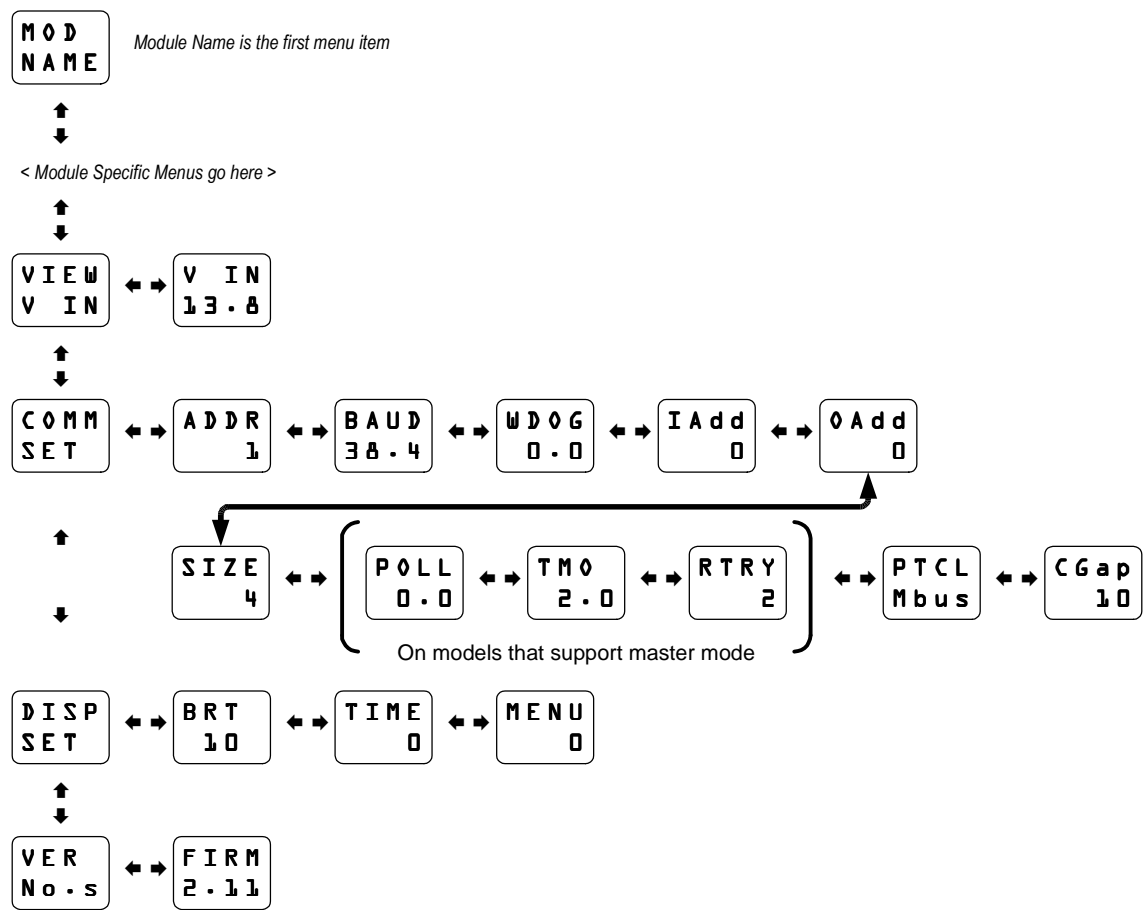 MOD
NAME
Module Name is the first menu item
< Module Specific Menus go here >
VIEW
V IN
V IN
13.8
COMM
SET
ADDR
1
BAUD
38.4
WDOG
0.0
IAdd
0
OAdd
0
SIZE
4
POLL
0.0
TMO
2.0
RTRY
2
PTCL
Mbus
CGap
10
On models that support master mode
DISP
SET
BRT
10
TIME
0
MENU
0
VER
No.s
FIRM
2.11